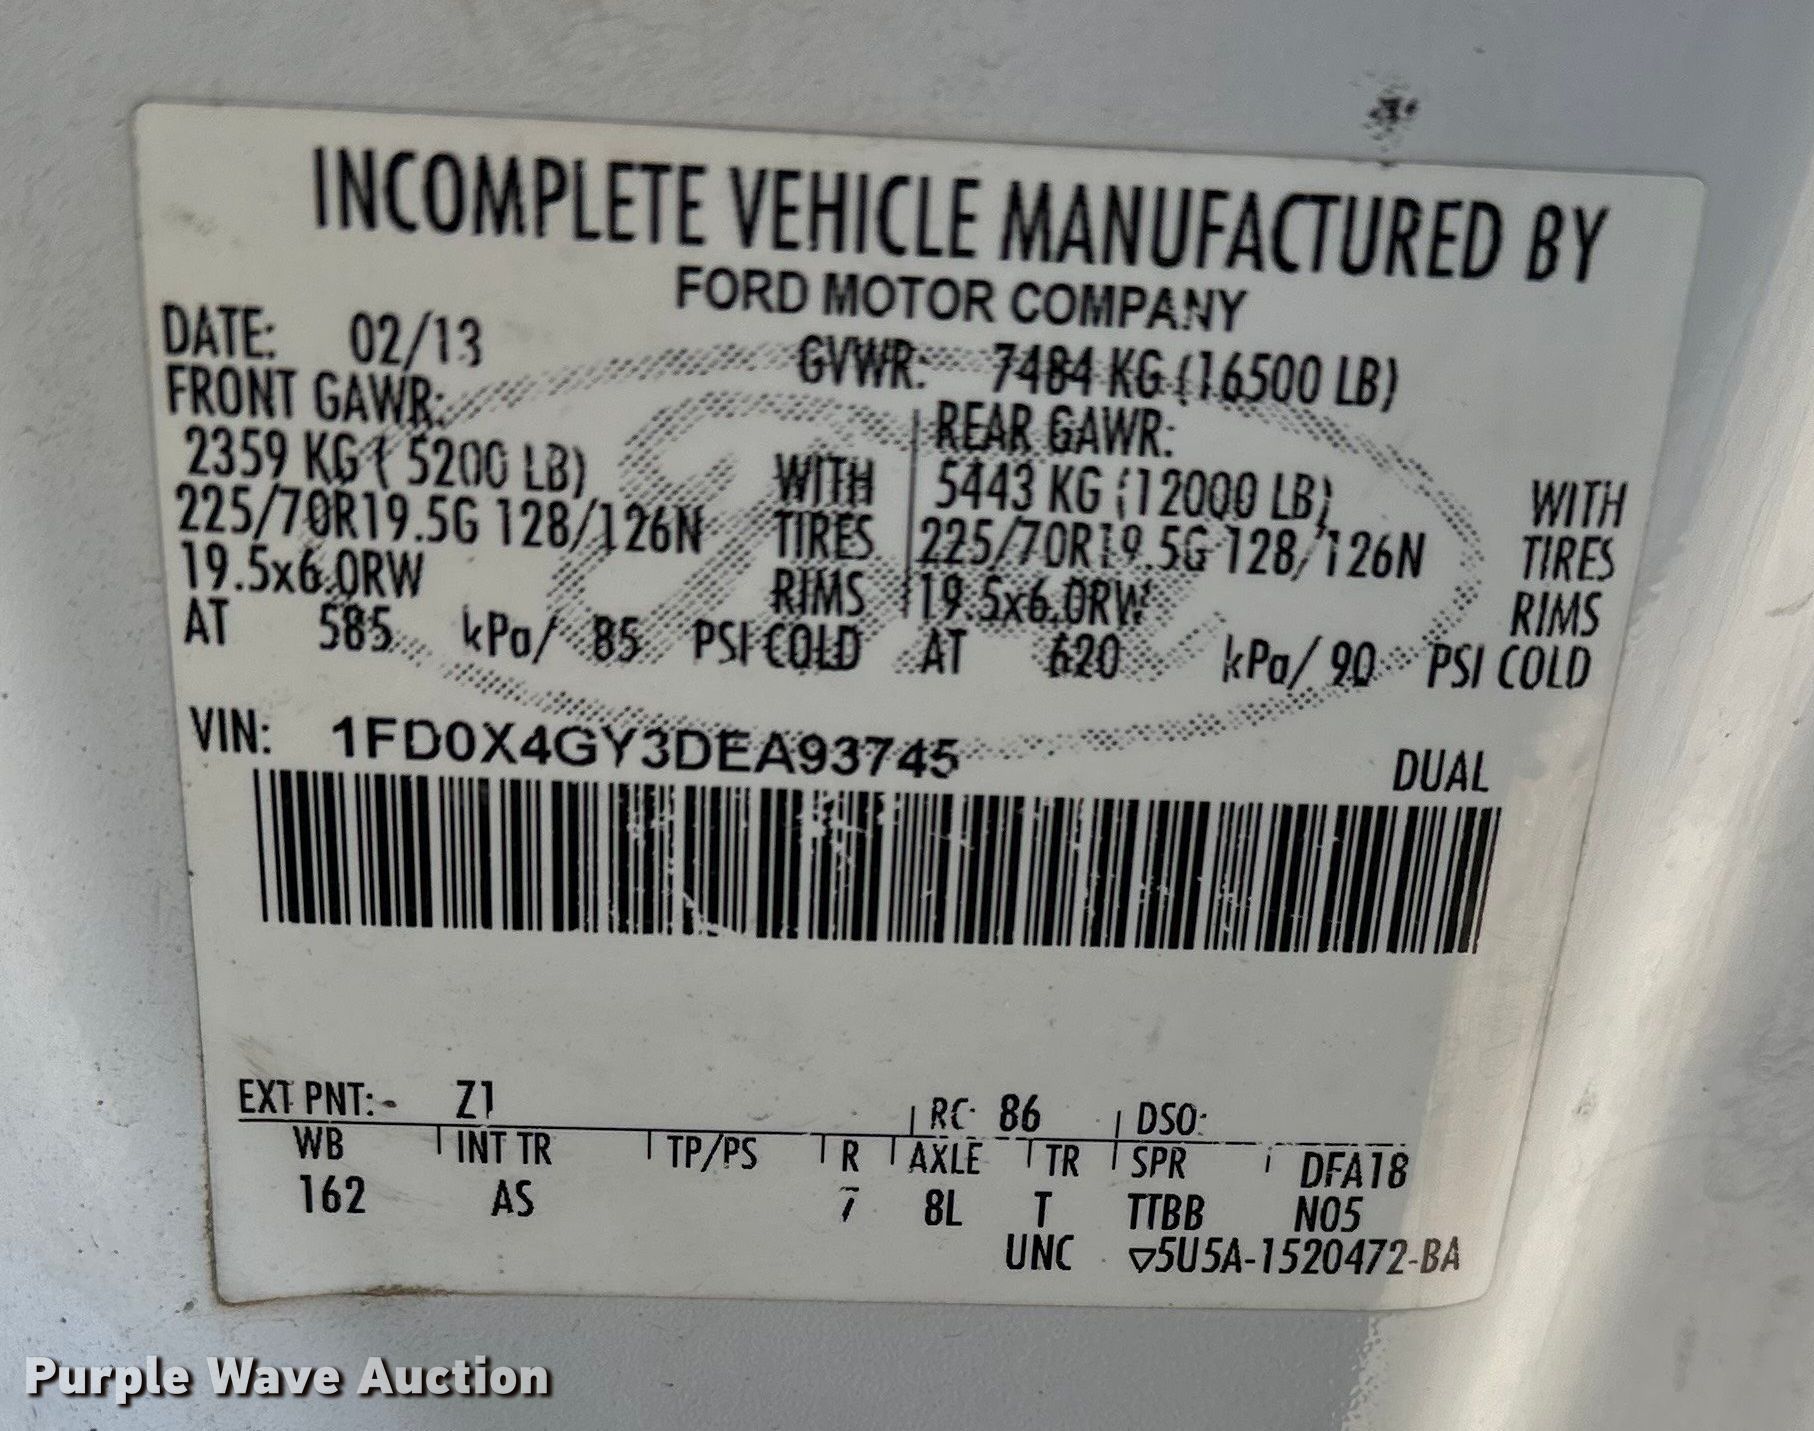 INCOMPLETE VEHICLE MANUFACTURED BY
FORD MOTOR COMPANY
DATE: 02/13 GVWR: 7484 KG (16500 LB)
FRONT GAWR: REAR GAWR:
2359 KG ( 5200 LB) WITH 5443 KG (12000 LB) WITH
225/70R19.5G 128/126N TIRES 225/70R19.5G 128/126N TIRES
19.5x6.0RW RIMS 19.5x6.0RW RIMS
AT 585 kPa/ 85 PSI COLD AT 620 kPa/ 90 PSI COLD
VIN: 1FD0X4GY3DEA93745
DUAL
EXT PNT: Z1 RC: 86 DSO:
WB INT TR TP/PS R AXLE TR SPR DFA18
162 AS 7 8L T TTBB N05
UNC ▽5U5A-1520472-BA
Purple Wave Auction